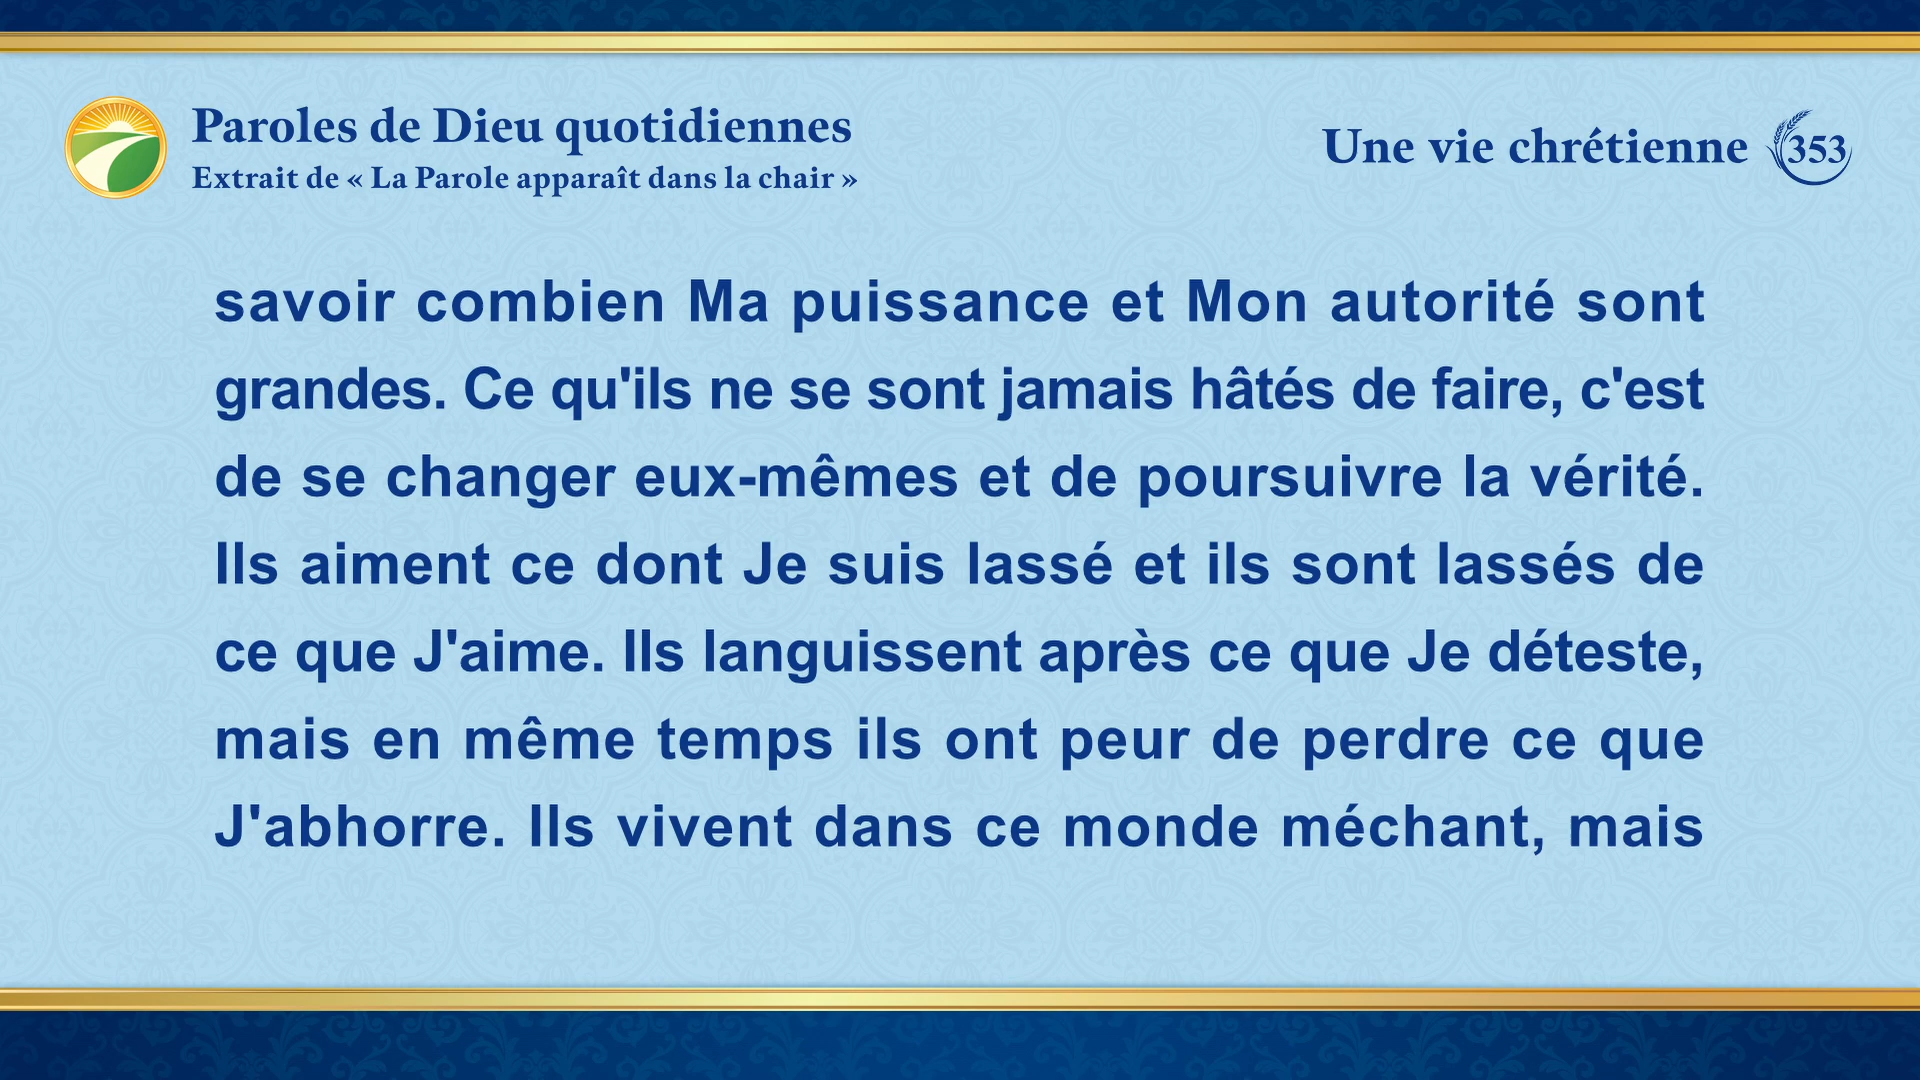 Paroles de Dieu quotidiennes
Extrait de « La Parole apparaît dans la chair »
Une vie chrétienne 353
savoir combien Ma puissance et Mon autorité sont
grandes. Ce qu'ils ne se sont jamais hâtés de faire, c'est
de se changer eux-mêmes et de poursuivre la vérité.
Ils aiment ce dont Je suis lassé et ils sont lassés de
ce que J'aime. Ils languissent après ce que Je déteste,
mais en même temps ils ont peur de perdre ce que
J'abhorre. Ils vivent dans ce monde méchant, mais